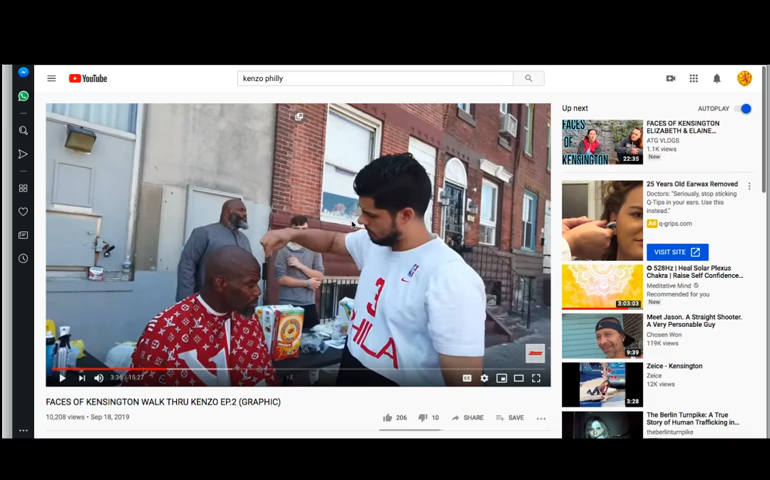 YouTube
kenzo philly
3
PHILA
3:36 / 15:27
FACES OF KENSINGTON WALK THRU KENZO EP.2 (GRAPHIC)
10,208 views • Sep 18, 2019
206
10
SHARE
SAVE
Up next
AUTOPLAY
FACES OF KENSINGTON
22:35
FACES OF KENSINGTON
ELIZABETH & ELAINE...
ATG VLOGS
1.1K views
New
25 Years Old Earwax Removed
Doctors: "Seriously, stop sticking
Q-Tips in your ears. Use this
instead."
Ad q-grips.com
VISIT SITE
3:03:03
528Hz | Heal Solar Plexus
Chakra | Raise Self Confidence...
Meditative Mind
Recommended for you
New
9:39
Meet Jason. A Straight Shooter.
A Very Personable Guy
Chosen Won
119K views
3:28
Zeice - Kensington
Zeice
12K views
The Berlin Turnpike: A True
Story of Human Trafficking in...
theberlinturnpike